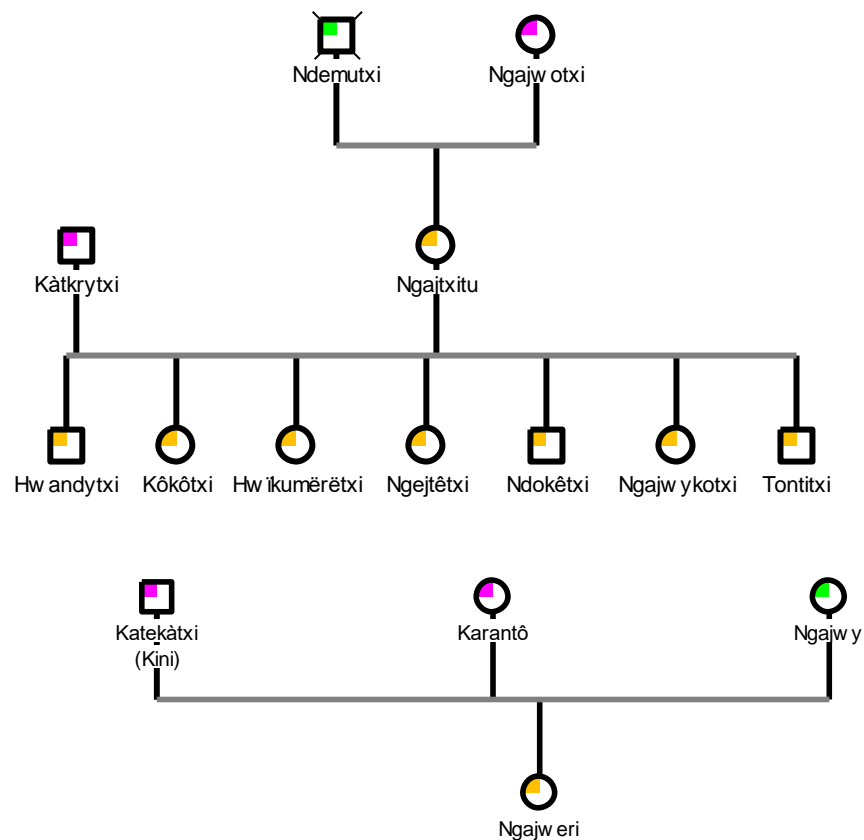 Ndemutxi Ngajw otxi
Kàtkrytxi Ngajtxitu
Hw andytxi Kôkôtxi Hw ïkumërëtxi Ngejtêtxi Ndokêtxi Ngajw ykotxi Tontitxi
Katekàtxi Karantô Ngajw y
(Kini)
Ngajw eri